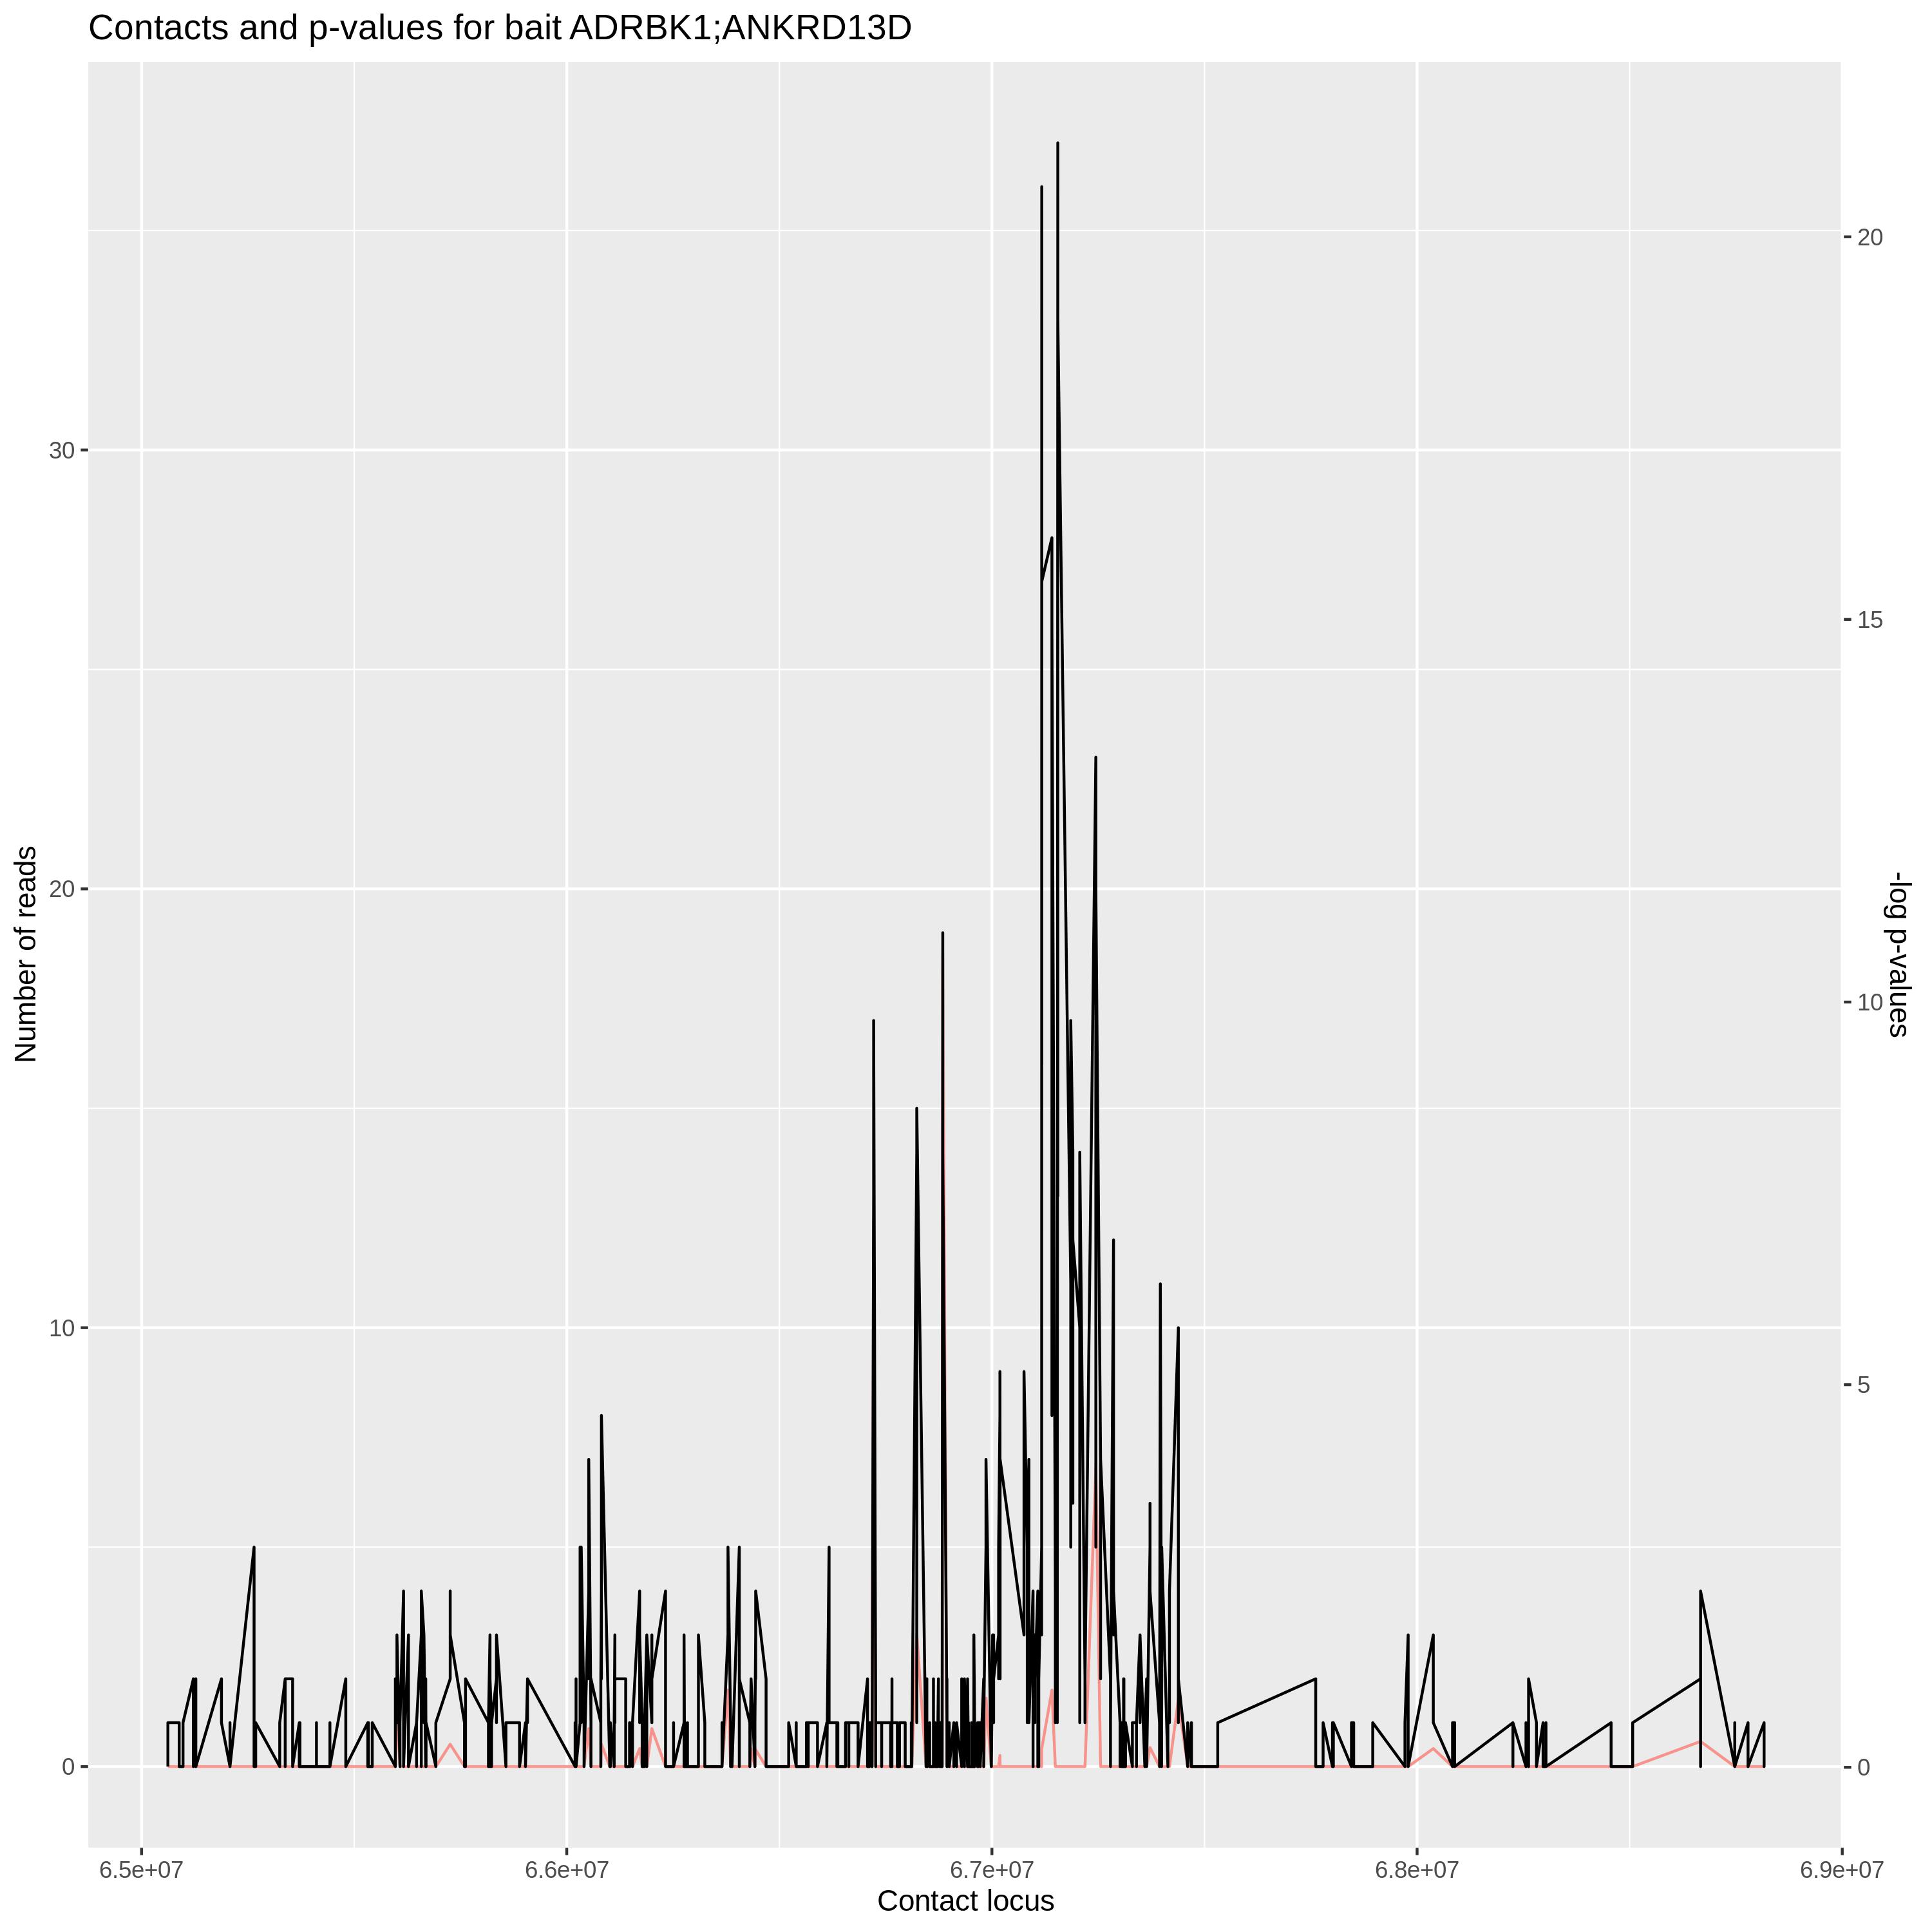 Contacts and p-values for bait ADRBK1;ANKRD13D
30
20
10
0
Number of reads
20
15
10
5
0
-log p-values
6.5e+07
6.6e+07
6.7e+07
6.8e+07
6.9e+07
Contact locus